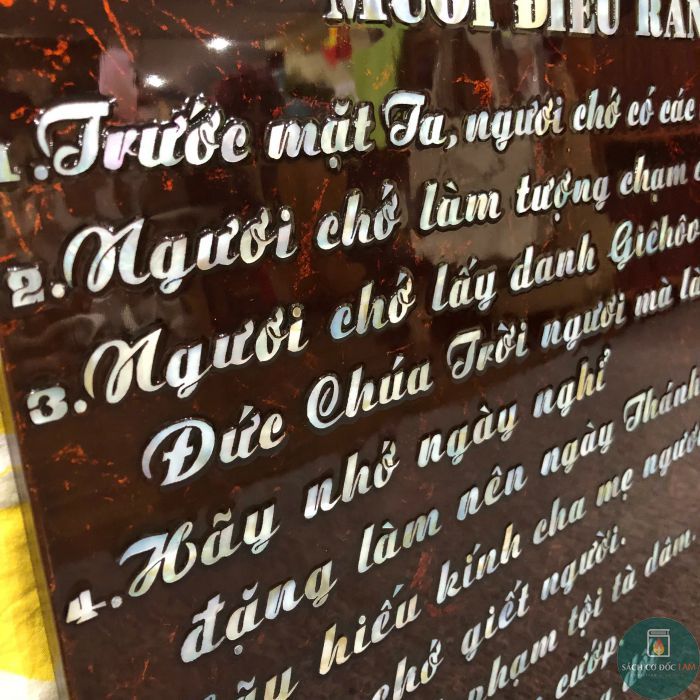 MƯỜI ĐIỀU RĂN
1.Trước mặt Ta, ngươi chớ có các
2.Ngươi chớ làm tượng chạm
3.Ngươi chớ lấy danh Giêhôv
Đức Chúa Trời ngươi mà là
4.Hãy nhớ ngày nghỉ
đặng làm nên ngày Thánh
hiếu kính cha mẹ ngươi
chớ giết người.
phạm tội tà dâm.
cướp
SÁCH CƠ ĐỐC LAM